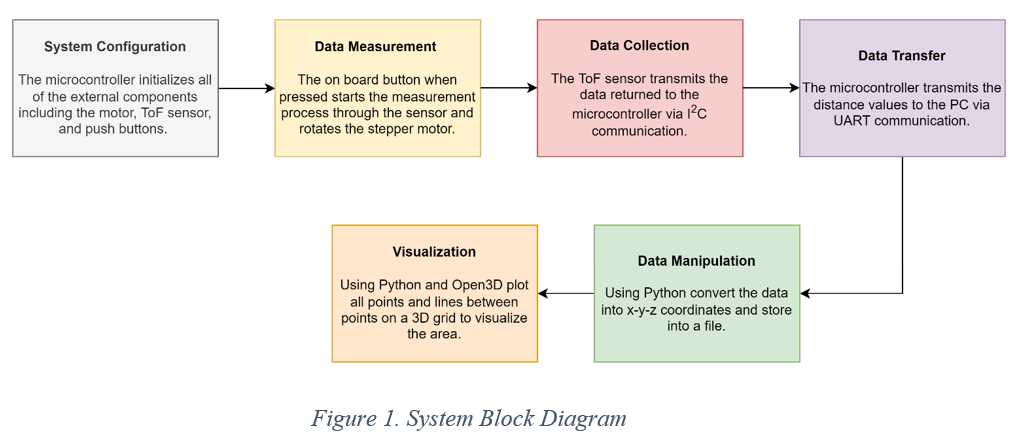 System Configuration
The microcontroller initializes all
of the external components
including the motor, ToF sensor,
and push buttons.
Data Measurement
The on board button when
pressed starts the measurement
process through the sensor and
rotates the stepper motor.
Data Collection
The ToF sensor transmits the
data returned to the
microcontroller via I²C
communication.
Data Transfer
The microcontroller transmits the
distance values to the PC via
UART communication.
Visualization
Using Python and Open3D plot
all points and lines between
points on a 3D grid to visualize
the area.
Data Manipulation
Using Python convert the data
into x-y-z coordinates and store
into a file.
Figure 1. System Block Diagram